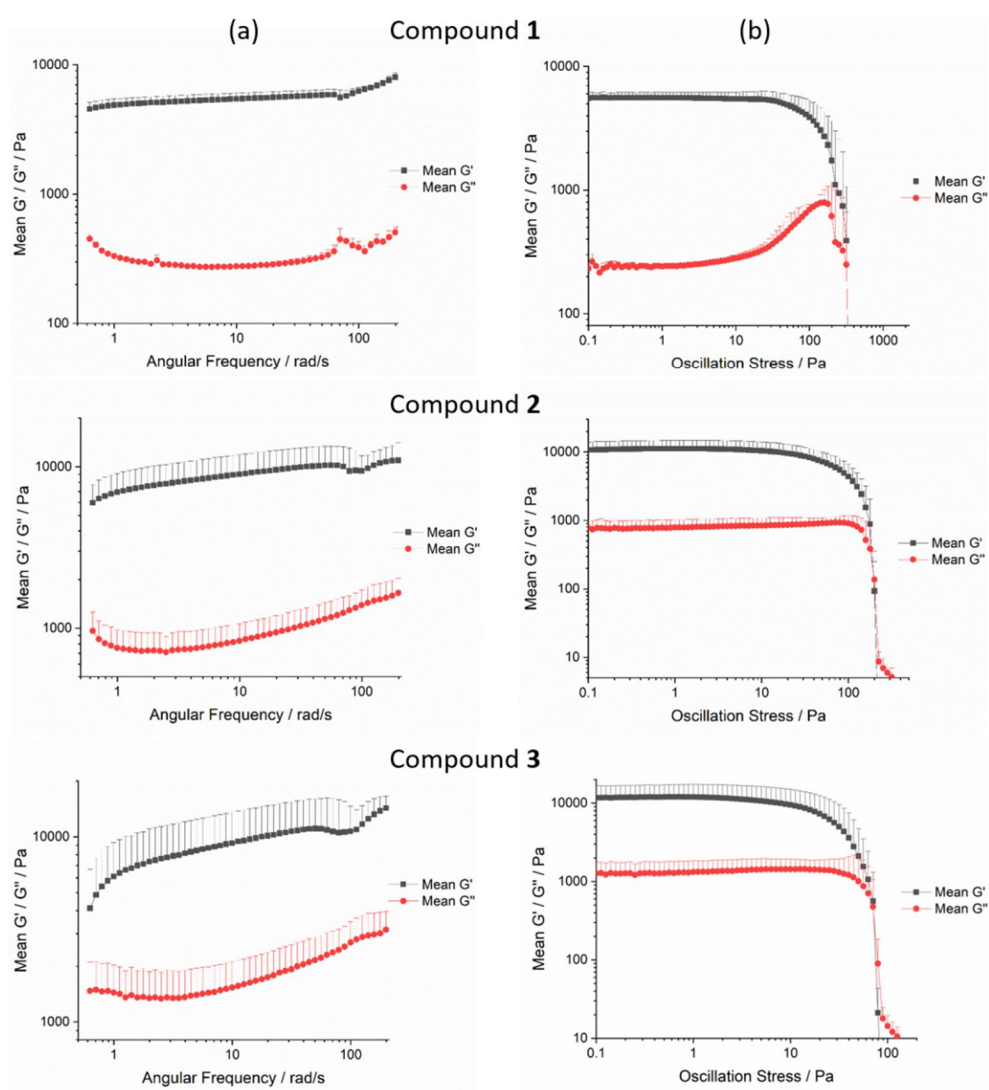 (a) Compound 1 (b)
10000
1000
100
Mean G' / G'' / Pa
1 10 100
Angular Frequency / rad/s
Mean G'
Mean G''
10000
1000
100
Mean G' / G'' / Pa
0.1 1 10 100 1000
Oscillation Stress / Pa
Mean G'
Mean G''
Compound 2
10000
1000
Mean G' / G'' / Pa
1 10 100
Angular Frequency / rad/s
Mean G'
Mean G''
10000
1000
100
10
Mean G' / G'' / Pa
0.1 1 10 100
Oscillation Stress / Pa
Mean G'
Mean G''
Compound 3
10000
1000
Mean G' / G'' / Pa
1 10 100
Angular Frequency / rad/s
Mean G'
Mean G''
10000
1000
100
10
Mean G' / G'' / Pa
0.1 1 10 100
Oscillation Stress / Pa
Mean G'
Mean G''